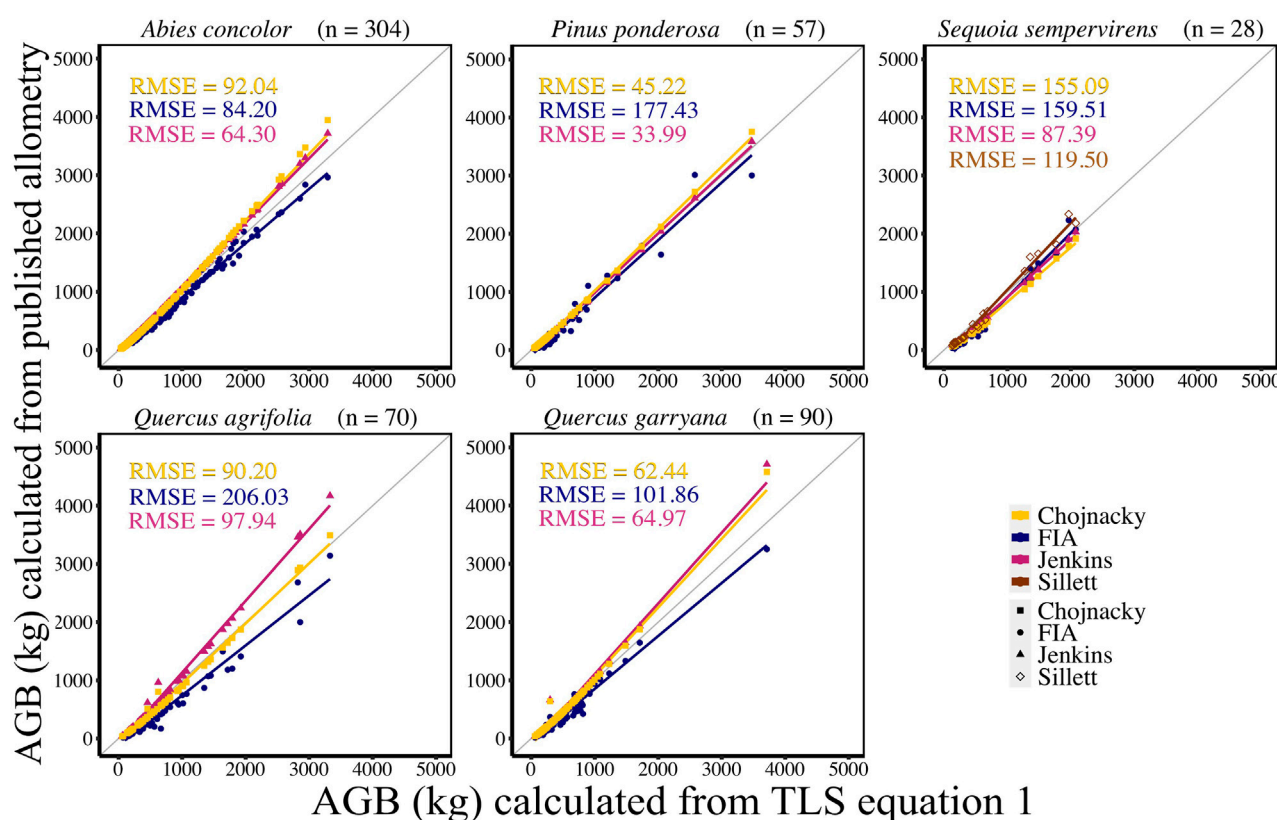 Abies concolor (n = 304)
Pinus ponderosa (n = 57)
Sequoia sempervirens (n = 28)
AGB (kg) calculated from published allometry
5000
4000
3000
2000
1000
0
RMSE = 92.04
RMSE = 84.20
RMSE = 64.30
0 1000 2000 3000 4000 5000
5000
4000
3000
2000
1000
0
RMSE = 45.22
RMSE = 177.43
RMSE = 33.99
0 1000 2000 3000 4000 5000
5000
4000
3000
2000
1000
0
RMSE = 155.09
RMSE = 159.51
RMSE = 87.39
RMSE = 119.50
0 1000 2000 3000 4000 5000
Quercus agrifolia (n = 70)
5000
4000
3000
2000
1000
0
RMSE = 90.20
RMSE = 206.03
RMSE = 97.94
0 1000 2000 3000 4000 5000
Quercus garryana (n = 90)
5000
4000
3000
2000
1000
0
RMSE = 62.44
RMSE = 101.86
RMSE = 64.97
0 1000 2000 3000 4000 5000
Chojnacky
FIA
Jenkins
Sillett
Chojnacky
FIA
Jenkins
Sillett
AGB (kg) calculated from TLS equation 1